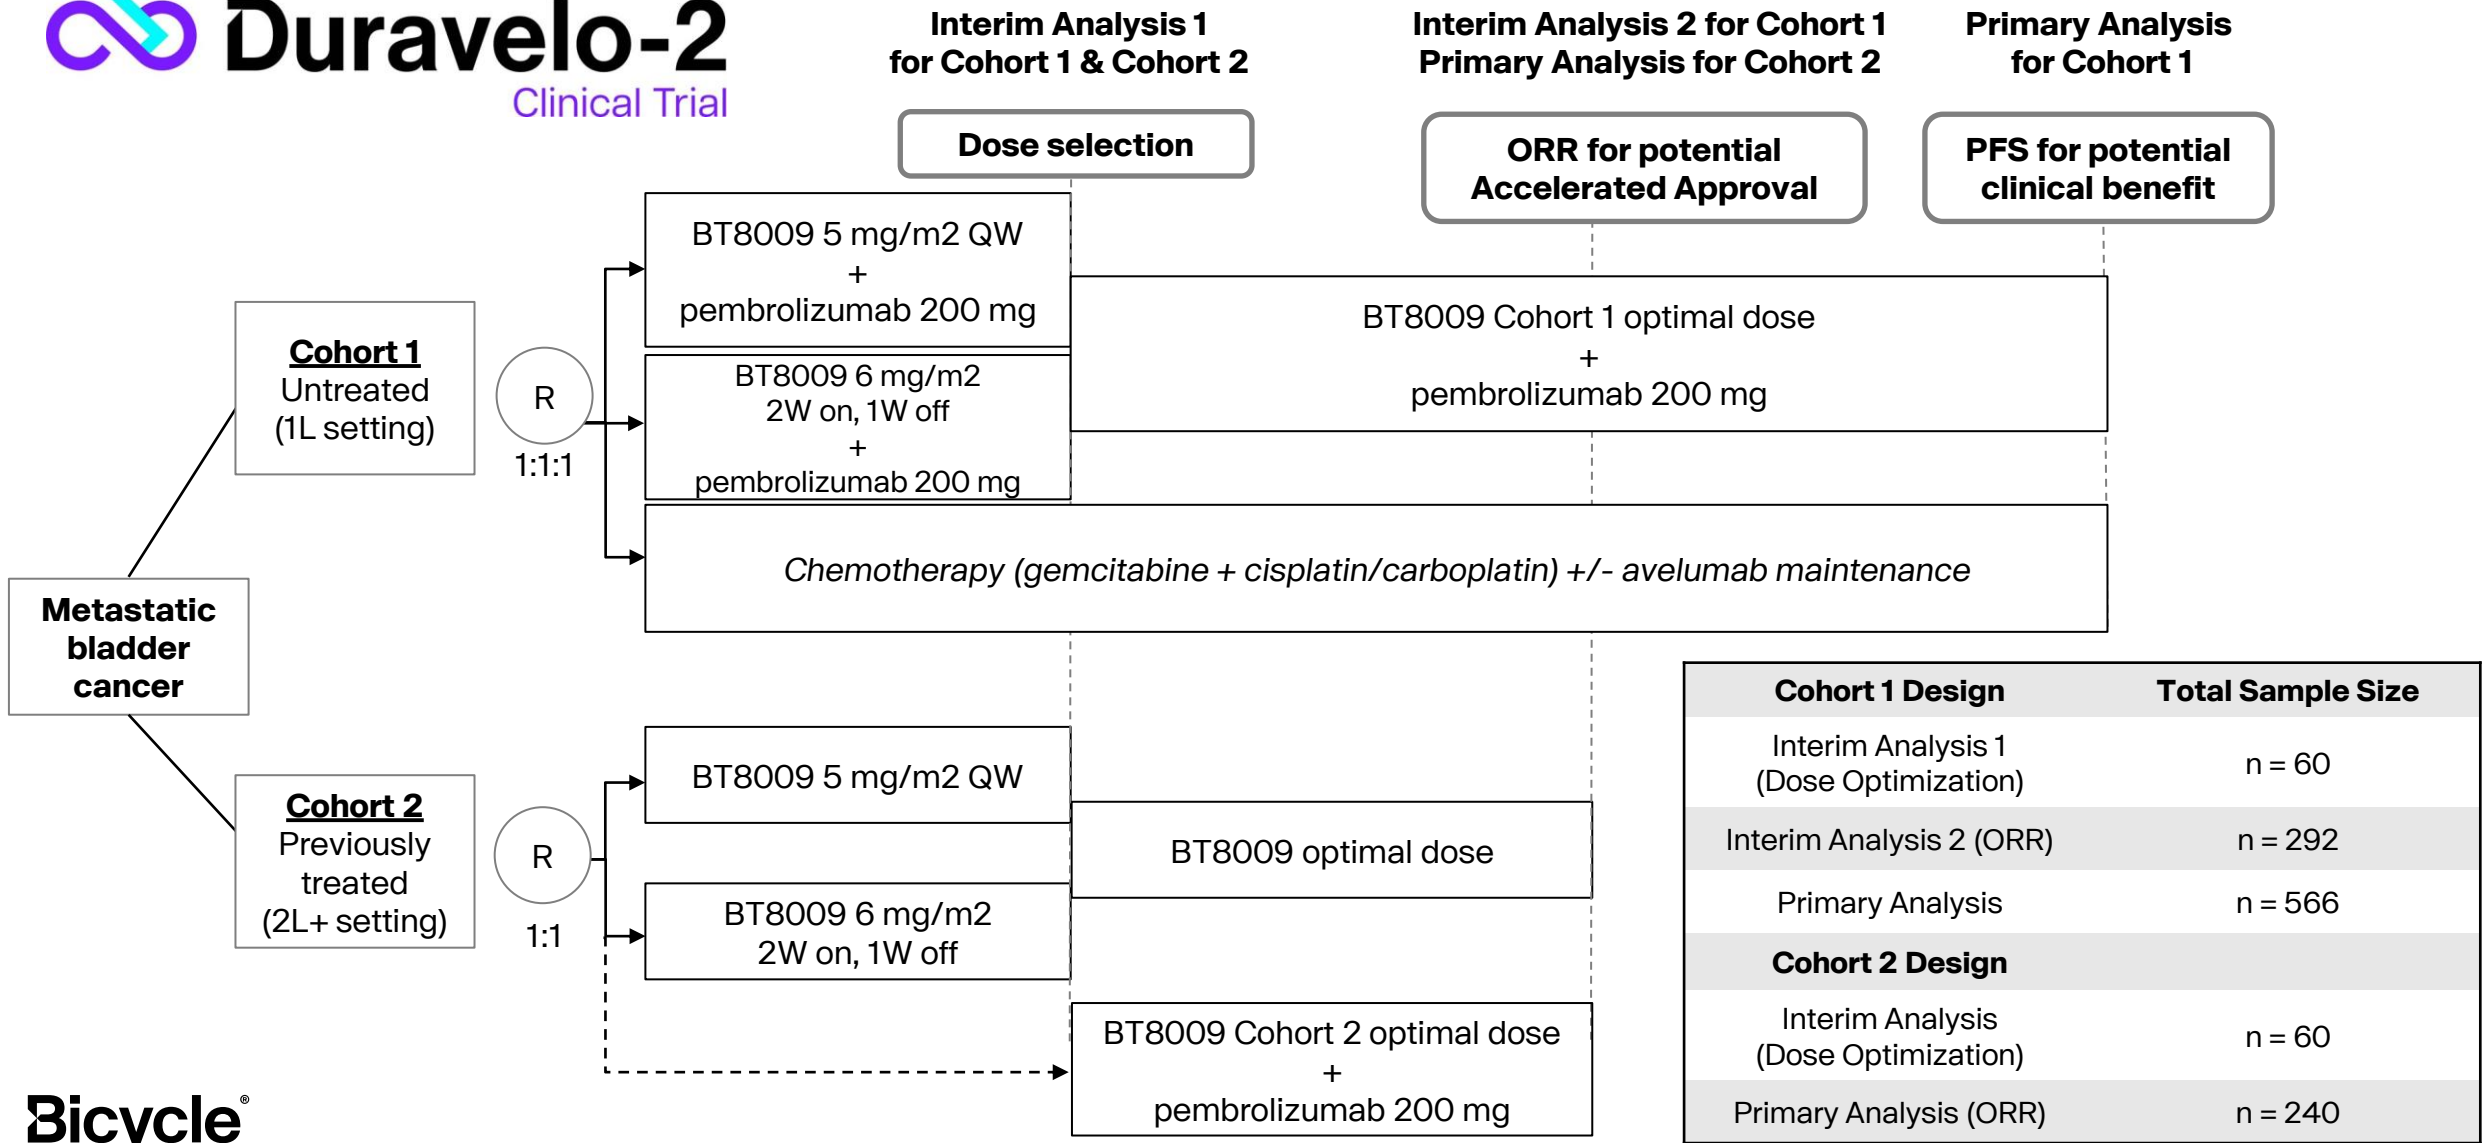 Duravelo-2
Clinical Trial
Interim Analysis 1
for Cohort 1 & Cohort 2
Interim Analysis 2 for Cohort 1
Primary Analysis for Cohort 2
Primary Analysis
for Cohort 1
Dose selection
ORR for potential
Accelerated Approval
PFS for potential
clinical benefit
Metastatic
bladder
cancer
Cohort 1
Untreated
(1L setting)
R
1:1:1
BT8009 5 mg/m2 QW
+
pembrolizumab 200 mg
BT8009 6 mg/m2
2W on, 1W off
+
pembrolizumab 200 mg
BT8009 Cohort 1 optimal dose
+
pembrolizumab 200 mg
Chemotherapy (gemcitabine + cisplatin/carboplatin) +/- avelumab maintenance
Cohort 2
Previously
treated
(2L+ setting)
R
1:1
BT8009 5 mg/m2 QW
BT8009 6 mg/m2
2W on, 1W off
BT8009 optimal dose
BT8009 Cohort 2 optimal dose
+
pembrolizumab 200 mg
Cohort 1 Design Total Sample Size
Interim Analysis 1
(Dose Optimization) n = 60
Interim Analysis 2 (ORR) n = 292
Primary Analysis n = 566
Cohort 2 Design
Interim Analysis
(Dose Optimization) n = 60
Primary Analysis (ORR) n = 240
Bicycle®